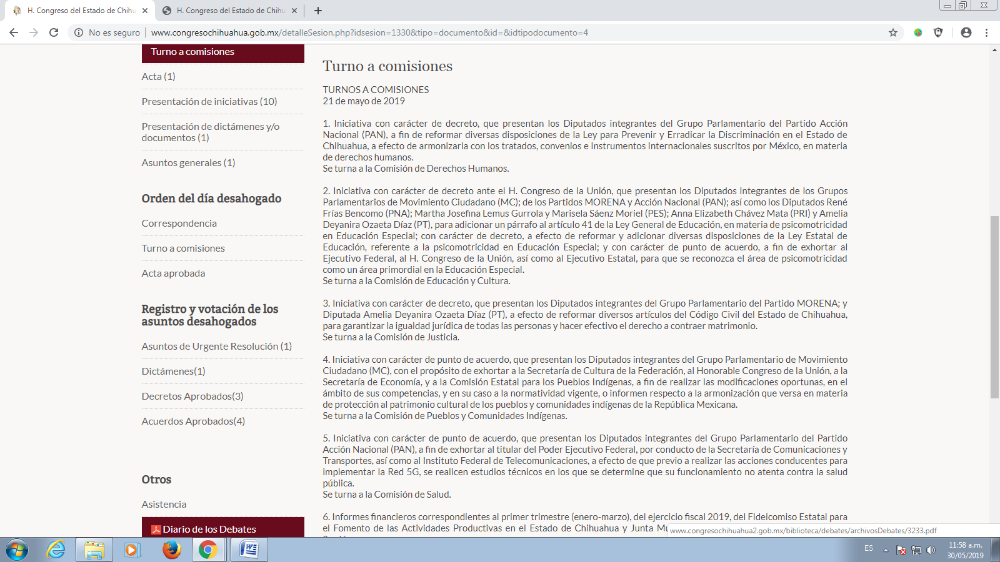 H. Congreso del Estado de Chihu
H. Congreso del Estado de Chihu
No es seguro
www.congresochihuahua.gob.mx/detalleSesion.php?idsesion=1330&tipo=documento&id=&idtipodocumento=4
Turno a comisiones
Acta (1)
Presentación de iniciativas (10)
Presentación de dictámenes y/o
documentos (1)
Asuntos generales (1)
Orden del día desahogado
Correspondencia
Turno a comisiones
Acta aprobada
Registro y votación de los
asuntos desahogados
Asuntos de Urgente Resolución (1)
Dictámenes(1)
Decretos Aprobados(3)
Acuerdos Aprobados(4)
Otros
Asistencia
Diario de los Debates
Turno a comisiones
TURNOS A COMISIONES
21 de mayo de 2019
1. Iniciativa con carácter de decreto, que presentan los Diputados integrantes del Grupo Parlamentario del Partido Acción
Nacional (PAN), a fin de reformar diversas disposiciones de la Ley para Prevenir y Erradicar la Discriminación en el Estado de
Chihuahua, a efecto de armonizarla con los tratados, convenios e instrumentos internacionales suscritos por México, en materia
de derechos humanos.
Se turna a la Comisión de Derechos Humanos.
2. Iniciativa con carácter de decreto ante el H. Congreso de la Unión, que presentan los Diputados integrantes de los Grupos
Parlamentarios de Movimiento Ciudadano (MC); de los Partidos MORENA y Acción Nacional (PAN); así como los Diputados René
Frías Bencomo (PNA); Martha Josefina Lemus Gurrola y Marisela Sáenz Moriel (PES); Anna Elizabeth Chávez Mata (PRI) y Amelia
Deyanira Ozaeta Díaz (PT), para adicionar un párrafo al artículo 41 de la Ley General de Educación, en materia de psicomotricidad
en Educación Especial; con carácter de decreto, a efecto de reformar y adicionar diversas disposiciones de la Ley Estatal de
Educación, referente a la psicomotricidad en Educación Especial; y con carácter de punto de acuerdo, a fin de exhortar al
Ejecutivo Federal, al H. Congreso de la Unión, así como al Ejecutivo Estatal, para que se reconozca el área de psicomotricidad
como un área primordial en la Educación Especial.
Se turna a la Comisión de Educación y Cultura.
3. Iniciativa con carácter de decreto, que presentan los Diputados integrantes del Grupo Parlamentario del Partido MORENA; y
Diputada Amelia Deyanira Ozaeta Díaz (PT), a efecto de reformar diversos artículos del Código Civil del Estado de Chihuahua,
para garantizar la igualdad jurídica de todas las personas y hacer efectivo el derecho a contraer matrimonio.
Se turna a la Comisión de Justicia.
4. Iniciativa con carácter de punto de acuerdo, que presentan los Diputados integrantes del Grupo Parlamentario de Movimiento
Ciudadano (MC), con el propósito de exhortar a la Secretaría de Cultura de la Federación, al Honorable Congreso de la Unión, a la
Secretaría de Economía, y a la Comisión Estatal para los Pueblos Indígenas, a fin de realizar las modificaciones oportunas, en el
ámbito de sus competencias, y en su caso a la normatividad vigente, o informen respecto a la armonización que versa en materia
de protección al patrimonio cultural de los pueblos y comunidades indígenas de la República Mexicana.
Se turna a la Comisión de Pueblos y Comunidades Indígenas.
5. Iniciativa con carácter de punto de acuerdo, que presentan los Diputados integrantes del Grupo Parlamentario del Partido
Acción Nacional (PAN), a fin de exhortar al titular del Poder Ejecutivo Federal, por conducto de la Secretaría de Comunicaciones y
Transportes, así como al Instituto Federal de Telecomunicaciones, a efecto de que previo a realizar las acciones conducentes para
implementar la Red 5G, se realicen estudios técnicos en los que se determine que su funcionamiento no atenta contra la salud
pública.
Se turna a la Comisión de Salud.
6. Informes financieros correspondientes al primer trimestre (enero-marzo), del ejercicio fiscal 2019, del Fideicomiso Estatal para
el Fomento de las Actividades Productivas en el Estado de Chihuahua y Junta
www.congresochihuahua2.gob.mx/biblioteca/debates/archivosDebates/3233.pdf
ES
11:58 a.m.
30/05/2019